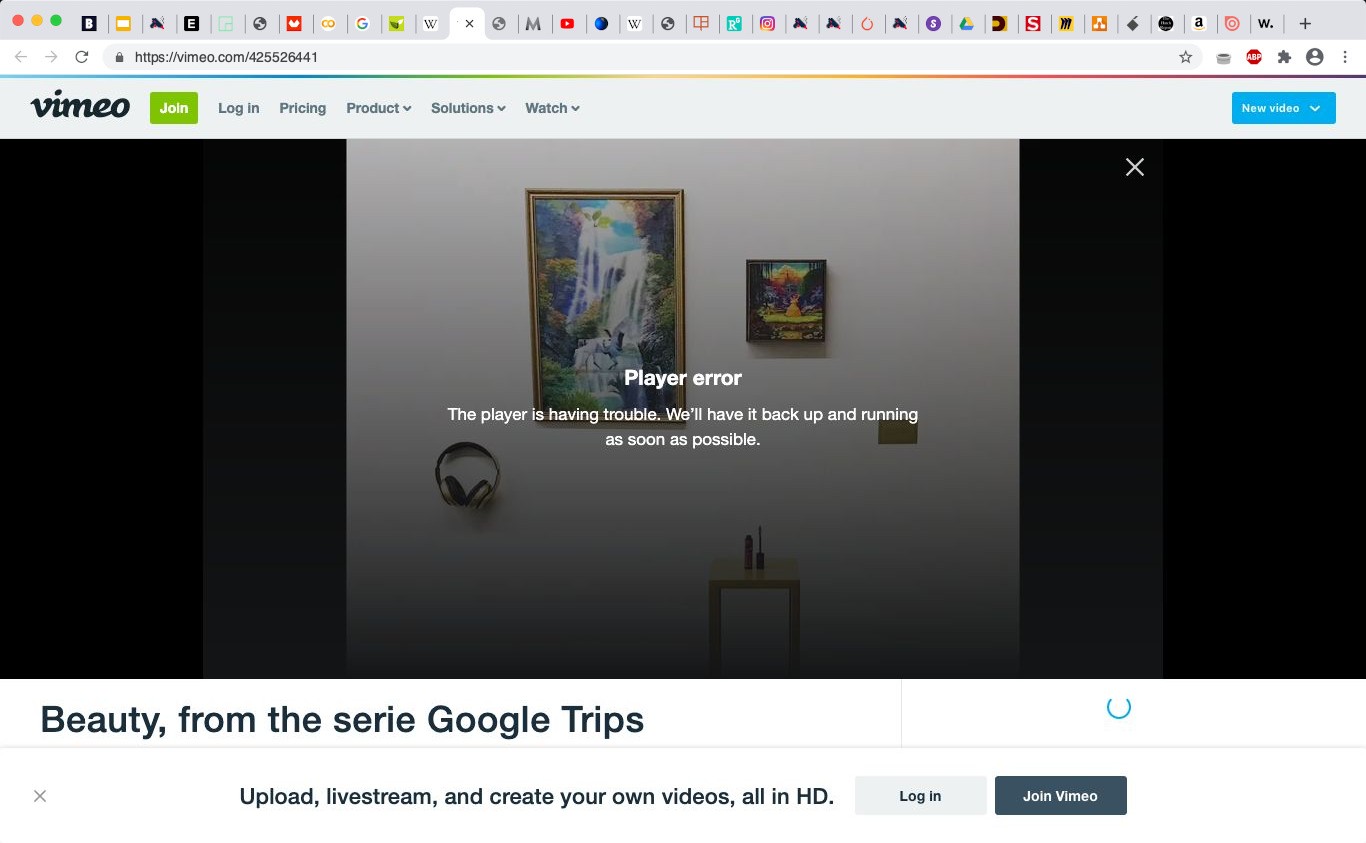 https://vimeo.com/425526441
ABP
vimeo
Join
Log in
Pricing
Product
Solutions
Watch
New video
Player error
The player is having trouble. We’ll have it back up and running
as soon as possible.
Beauty, from the serie Google Trips
Upload, livestream, and create your own videos, all in HD.
Log in
Join Vimeo